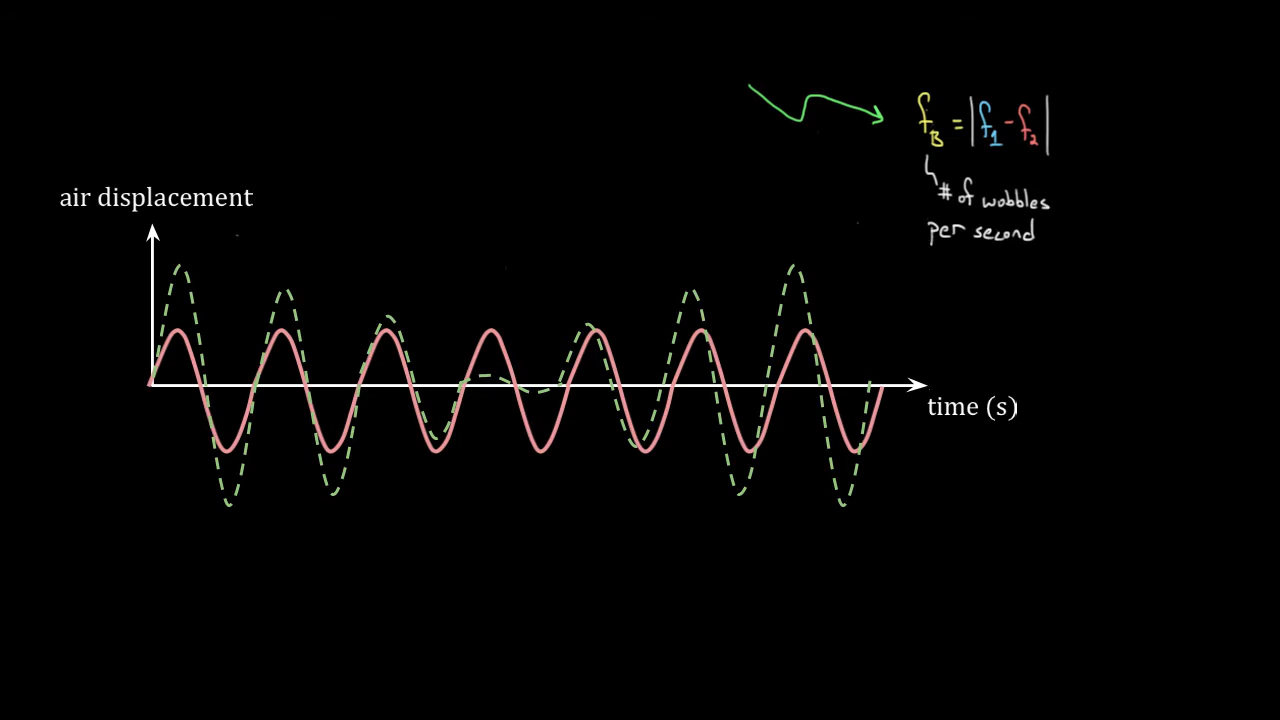 f_B = |f_1 - f_2|
# of wobbles
per second
air displacement
time (s)